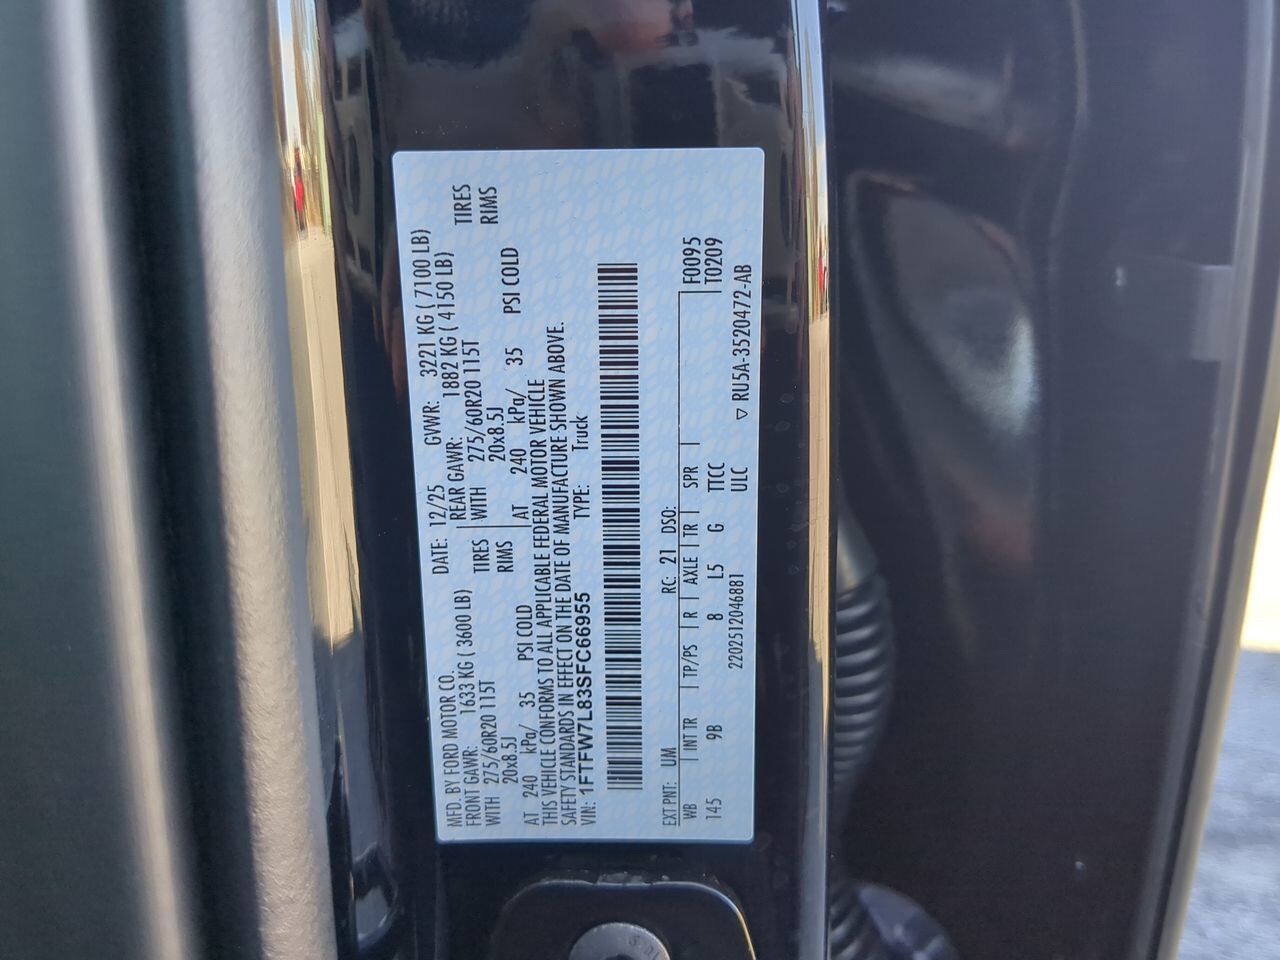 MFD. BY FORD MOTOR CO.
DATE: 12/25 GVWR: 3221 KG ( 7100 LB)
FRONT GAWR: 1633 KG ( 3600 LB)
REAR GAWR: 1882 KG ( 4150 LB)
WITH 275/60R20 115T TIRES
WITH 275/60R20 115T TIRES
20x8.5J RIMS
20x8.5J RIMS
AT 240 kPa/ 35 PSI COLD
AT 240 kPa/ 35 PSI COLD
THIS VEHICLE CONFORMS TO ALL APPLICABLE FEDERAL MOTOR VEHICLE
SAFETY STANDARDS IN EFFECT ON THE DATE OF MANUFACTURE SHOWN ABOVE.
VIN: 1FTFW7L83SFC66955 TYPE: Truck
EXT PNT: UM RC: 21 DSO:
WB INT TR TP/PS R AXLE TR SPR F0095
145 9B 8 L5 G TTCC T0209
2202512046881 ULC ▽ RU5A-3520472-AB